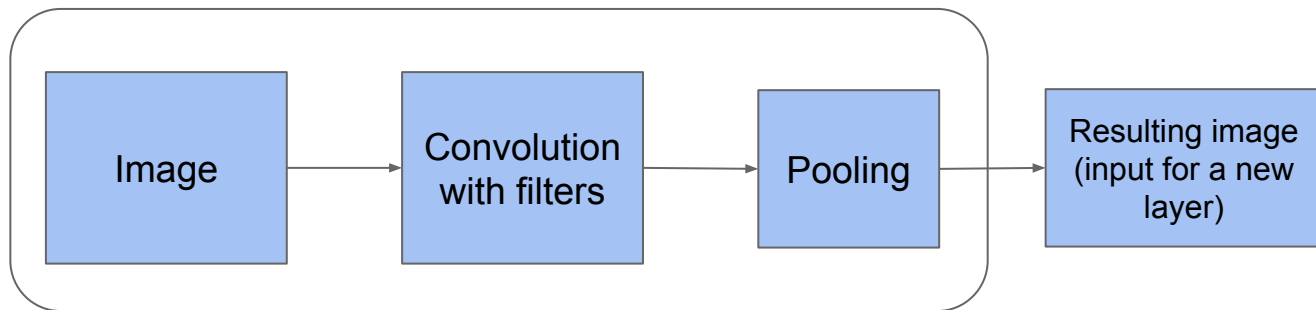 Image
Convolution
with filters
Pooling
Resulting image
(input for a new
layer)